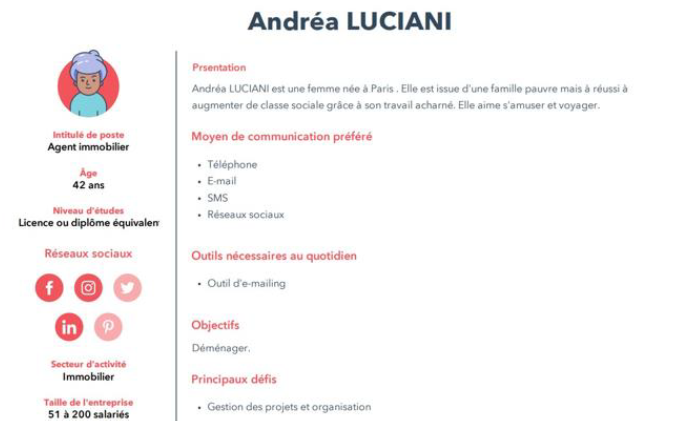 Andréa LUCIANI
Intitulé de poste
Agent immobilier
Âge
42 ans
Niveau d'études
Licence ou diplôme équivalen
Réseaux sociaux
Secteur d'activité
Immobilier
Taille de l'entreprise
51 à 200 salariés
Prsentation
Andréa LUCIANI est une femme née à Paris . Elle est issue d'une famille pauvre mais à réussi à
augmenter de classe sociale grâce à son travail acharné. Elle aime s'amuser et voyager.
Moyen de communication préféré
• Téléphone
• E-mail
• SMS
• Réseaux sociaux
Outils nécessaires au quotidien
• Outil d'e-mailing
Objectifs
Déménager.
Principaux défis
• Gestion des projets et organisation